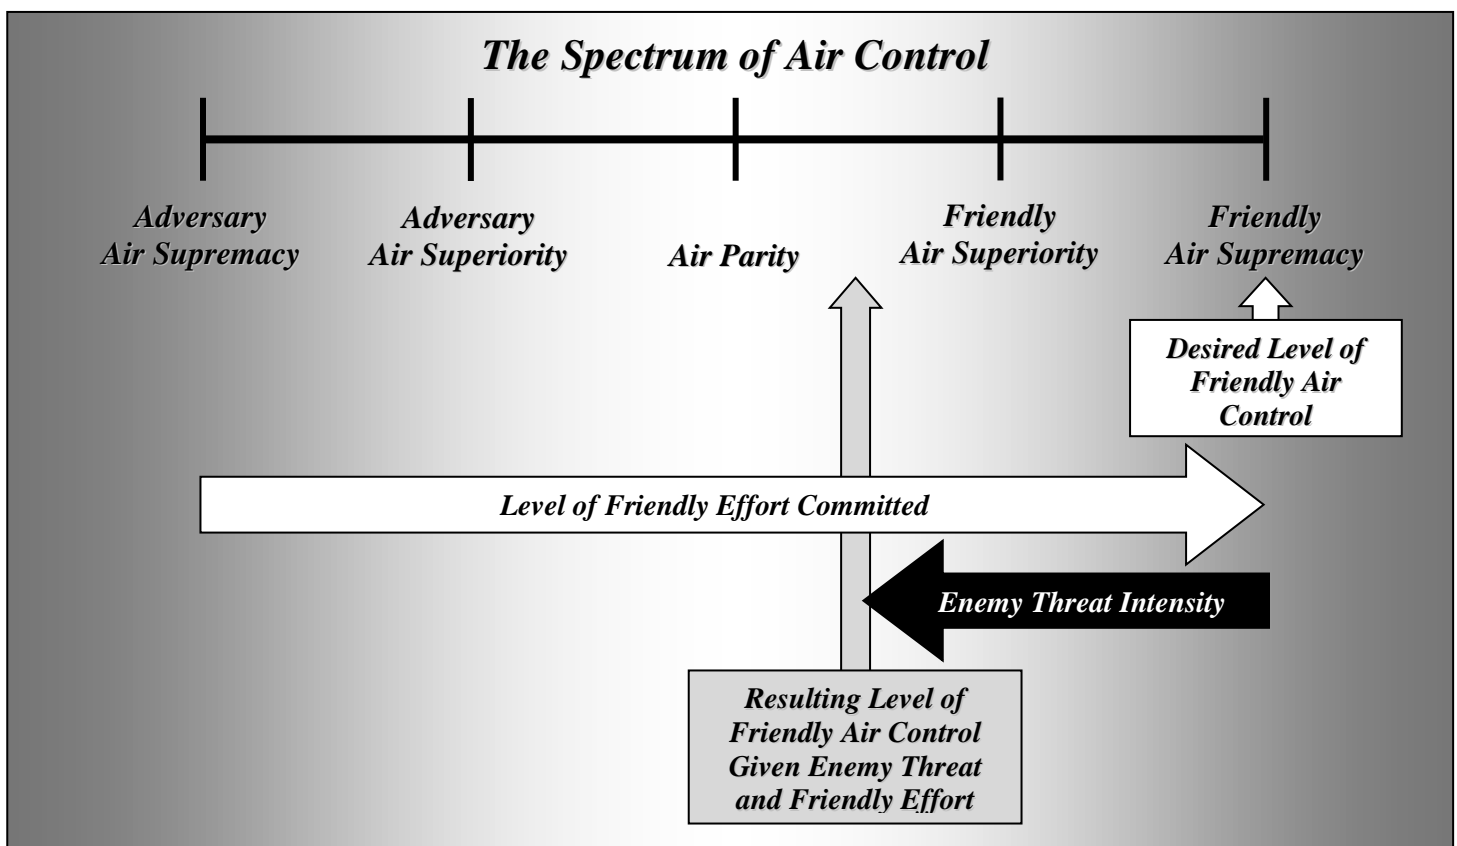 The Spectrum of Air Control
Adversary
Air Supremacy
Adversary
Air Superiority
Air Parity
Friendly
Air Superiority
Friendly
Air Supremacy
Desired Level of
Friendly Air
Control
Level of Friendly Effort Committed
Enemy Threat Intensity
Resulting Level of
Friendly Air Control
Given Enemy Threat
and Friendly Effort